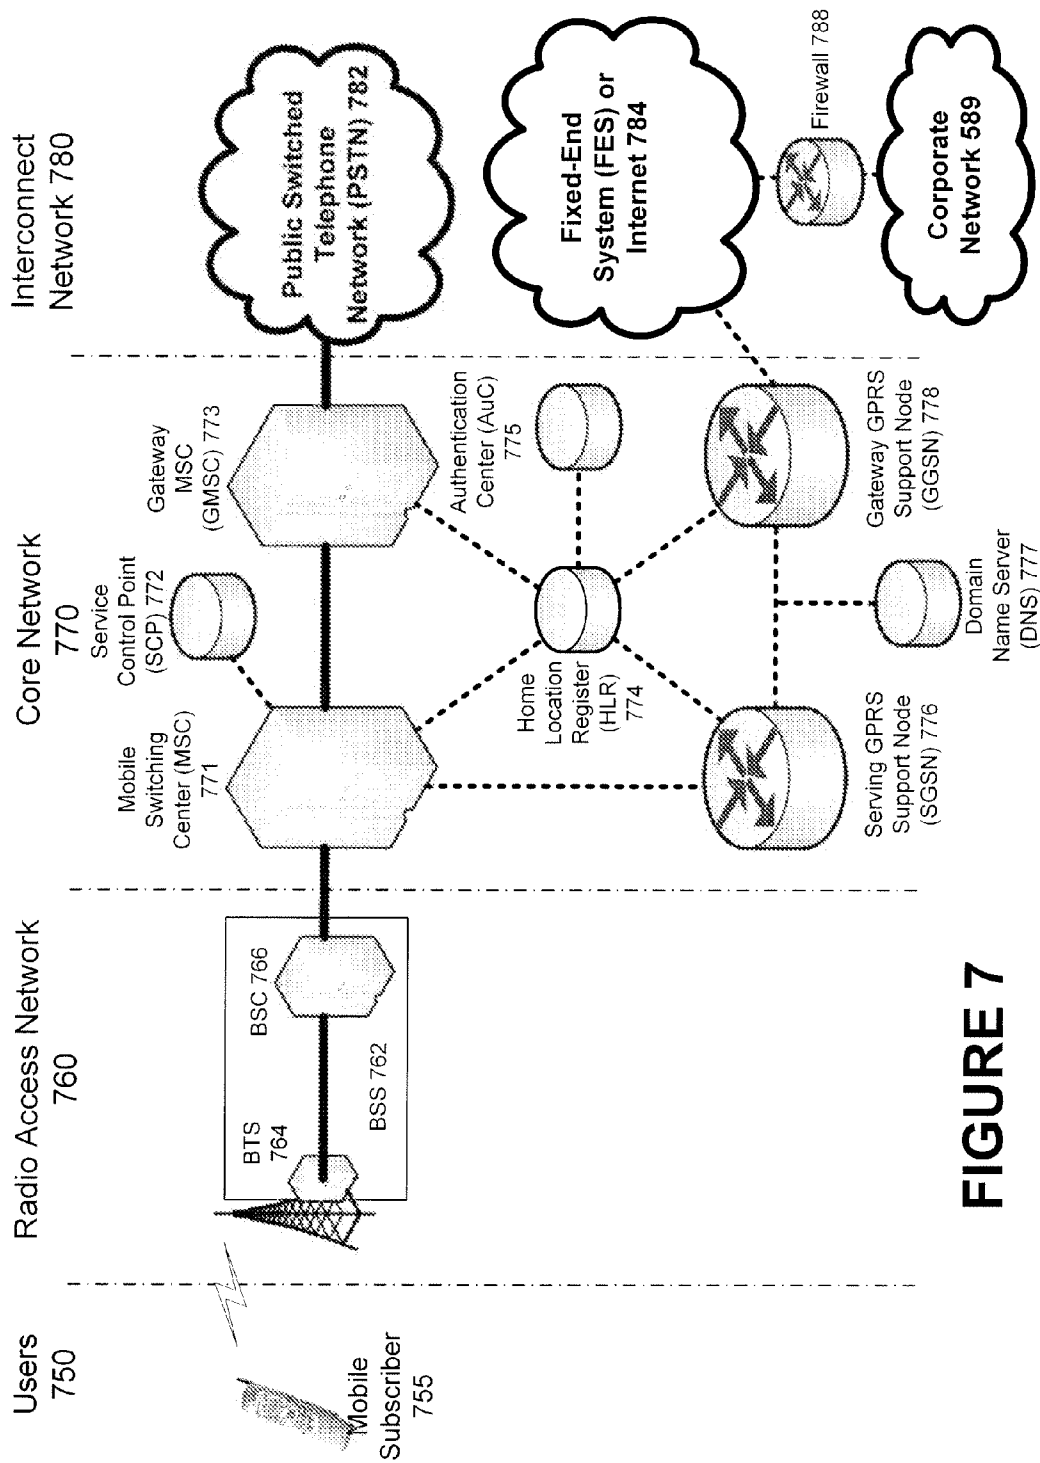 Users
750
Radio Access Network
760
Core Network
770
Interconnect
Network 780
Mobile
Subscriber
755
BTS
764
BSC 766
BSS 762
Mobile
Switching
Center (MSC)
771
Service
Control Point
(SCP) 772
Gateway
MSC
(GMSC) 773
Public Switched
Telephone
Network (PSTN) 782
Home
Location
Register
(HLR)
774
Authentication
Center (AuC)
775
Fixed-End
System (FES) or
Internet 784
Serving GPRS
Support Node
(SGSN) 776
Gateway GPRS
Support Node
(GGSN) 778
Firewall 788
Domain
Name Server
(DNS) 777
Corporate
Network 589
FIGURE 7